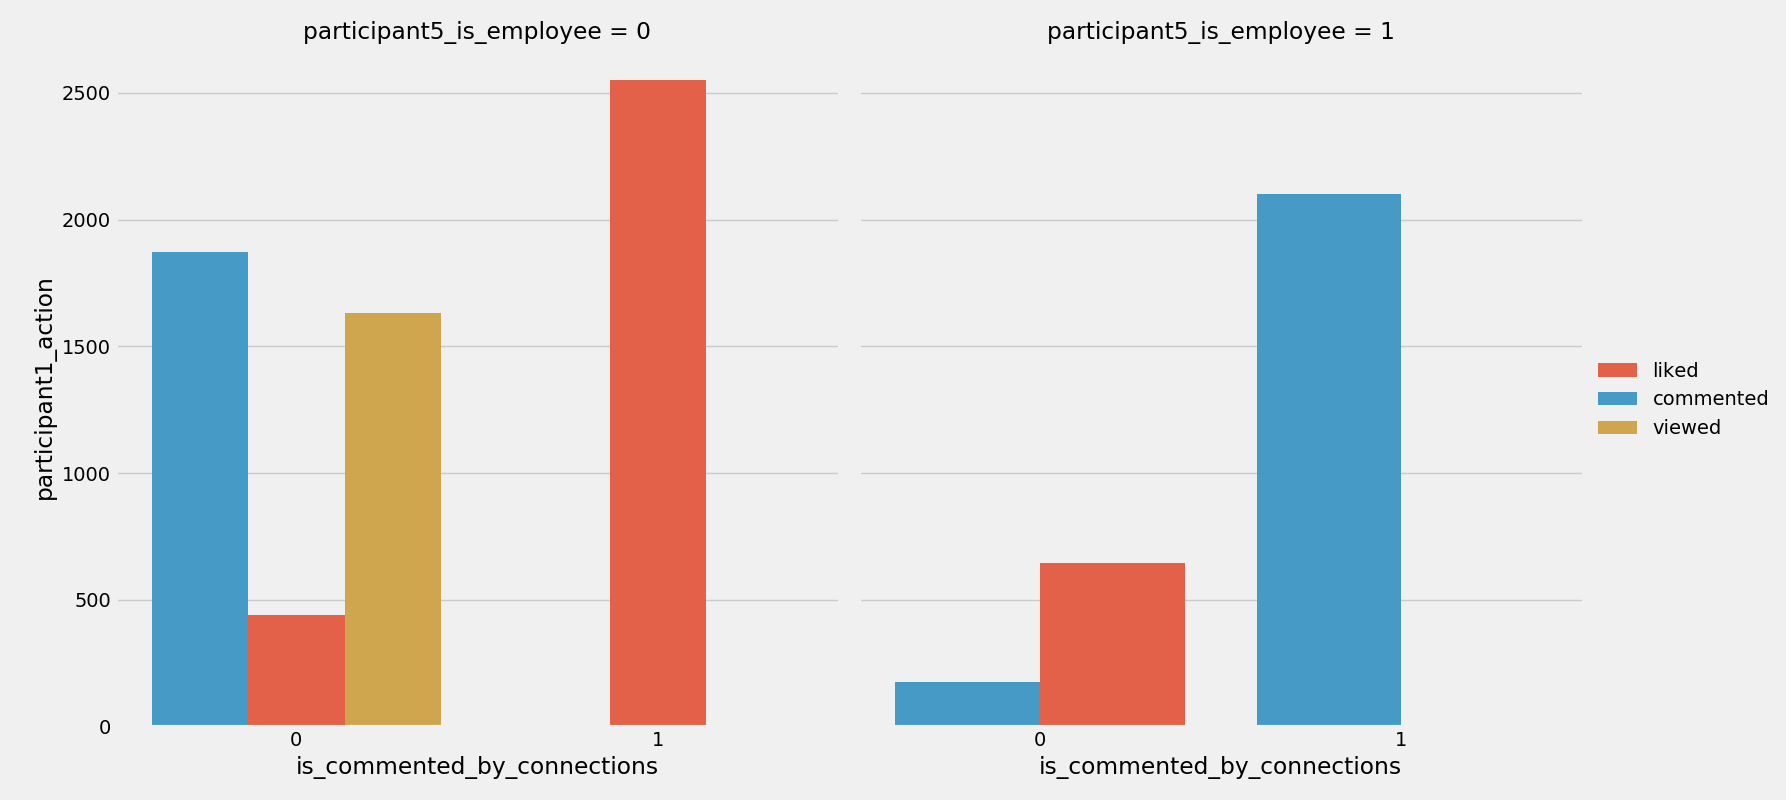 participant5_is_employee = 0
participant5_is_employee = 1
participant1_action
2500
2000
1500
1000
500
0
0
1
is_commented_by_connections
0
1
is_commented_by_connections
liked
commented
viewed